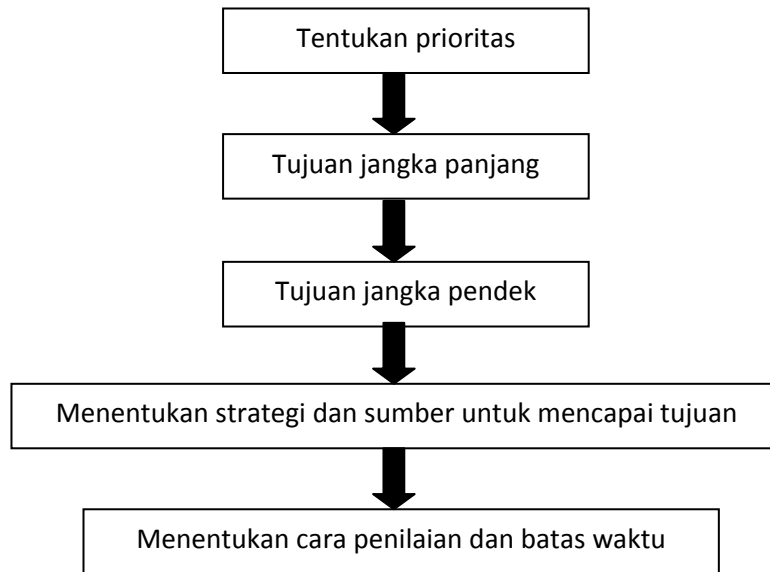 Tentukan prioritas
Tujuan jangka panjang
Tujuan jangka pendek
Menentukan strategi dan sumber untuk mencapai tujuan
Menentukan cara penilaian dan batas waktu